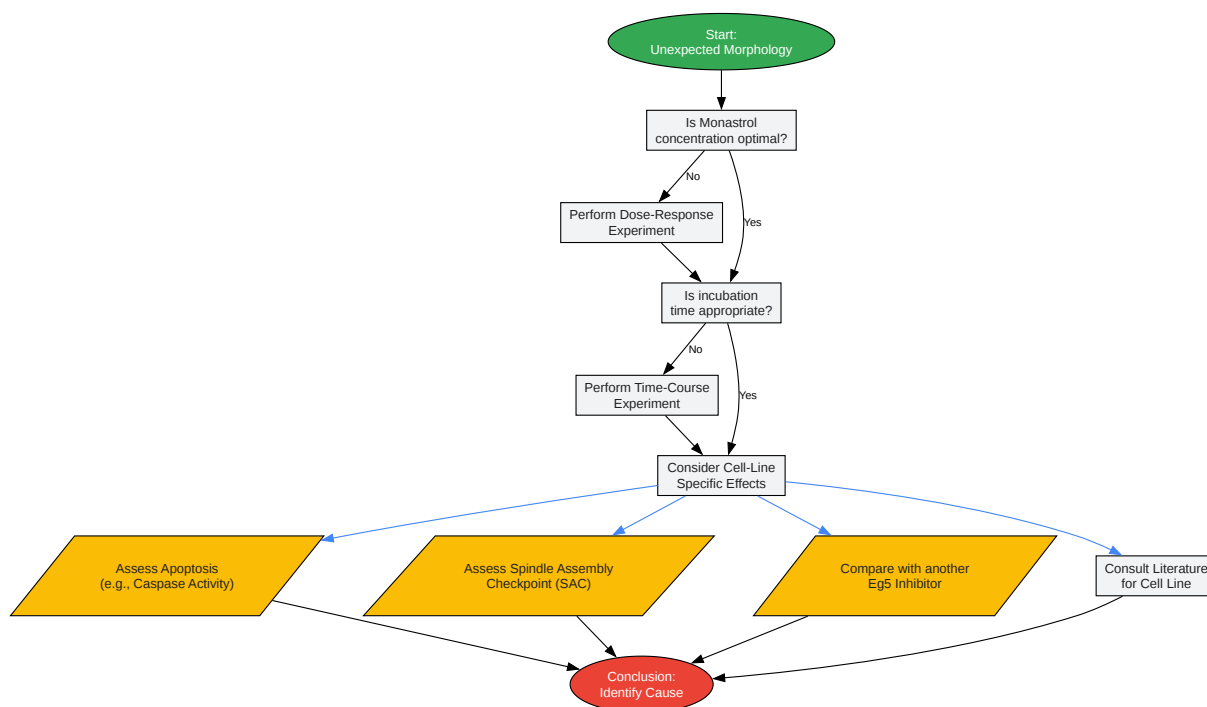 Start:
Unexpected Morphology
Is Monastrol
concentration optimal?
No
Yes
Perform Dose-Response
Experiment
Is incubation
time appropriate?
No
Yes
Perform Time-Course
Experiment
Consider Cell-Line
Specific Effects
Assess Apoptosis
(e.g., Caspase Activity)
Assess Spindle Assembly
Checkpoint (SAC)
Compare with another
Eg5 Inhibitor
Consult Literature
for Cell Line
Conclusion:
Identify Cause